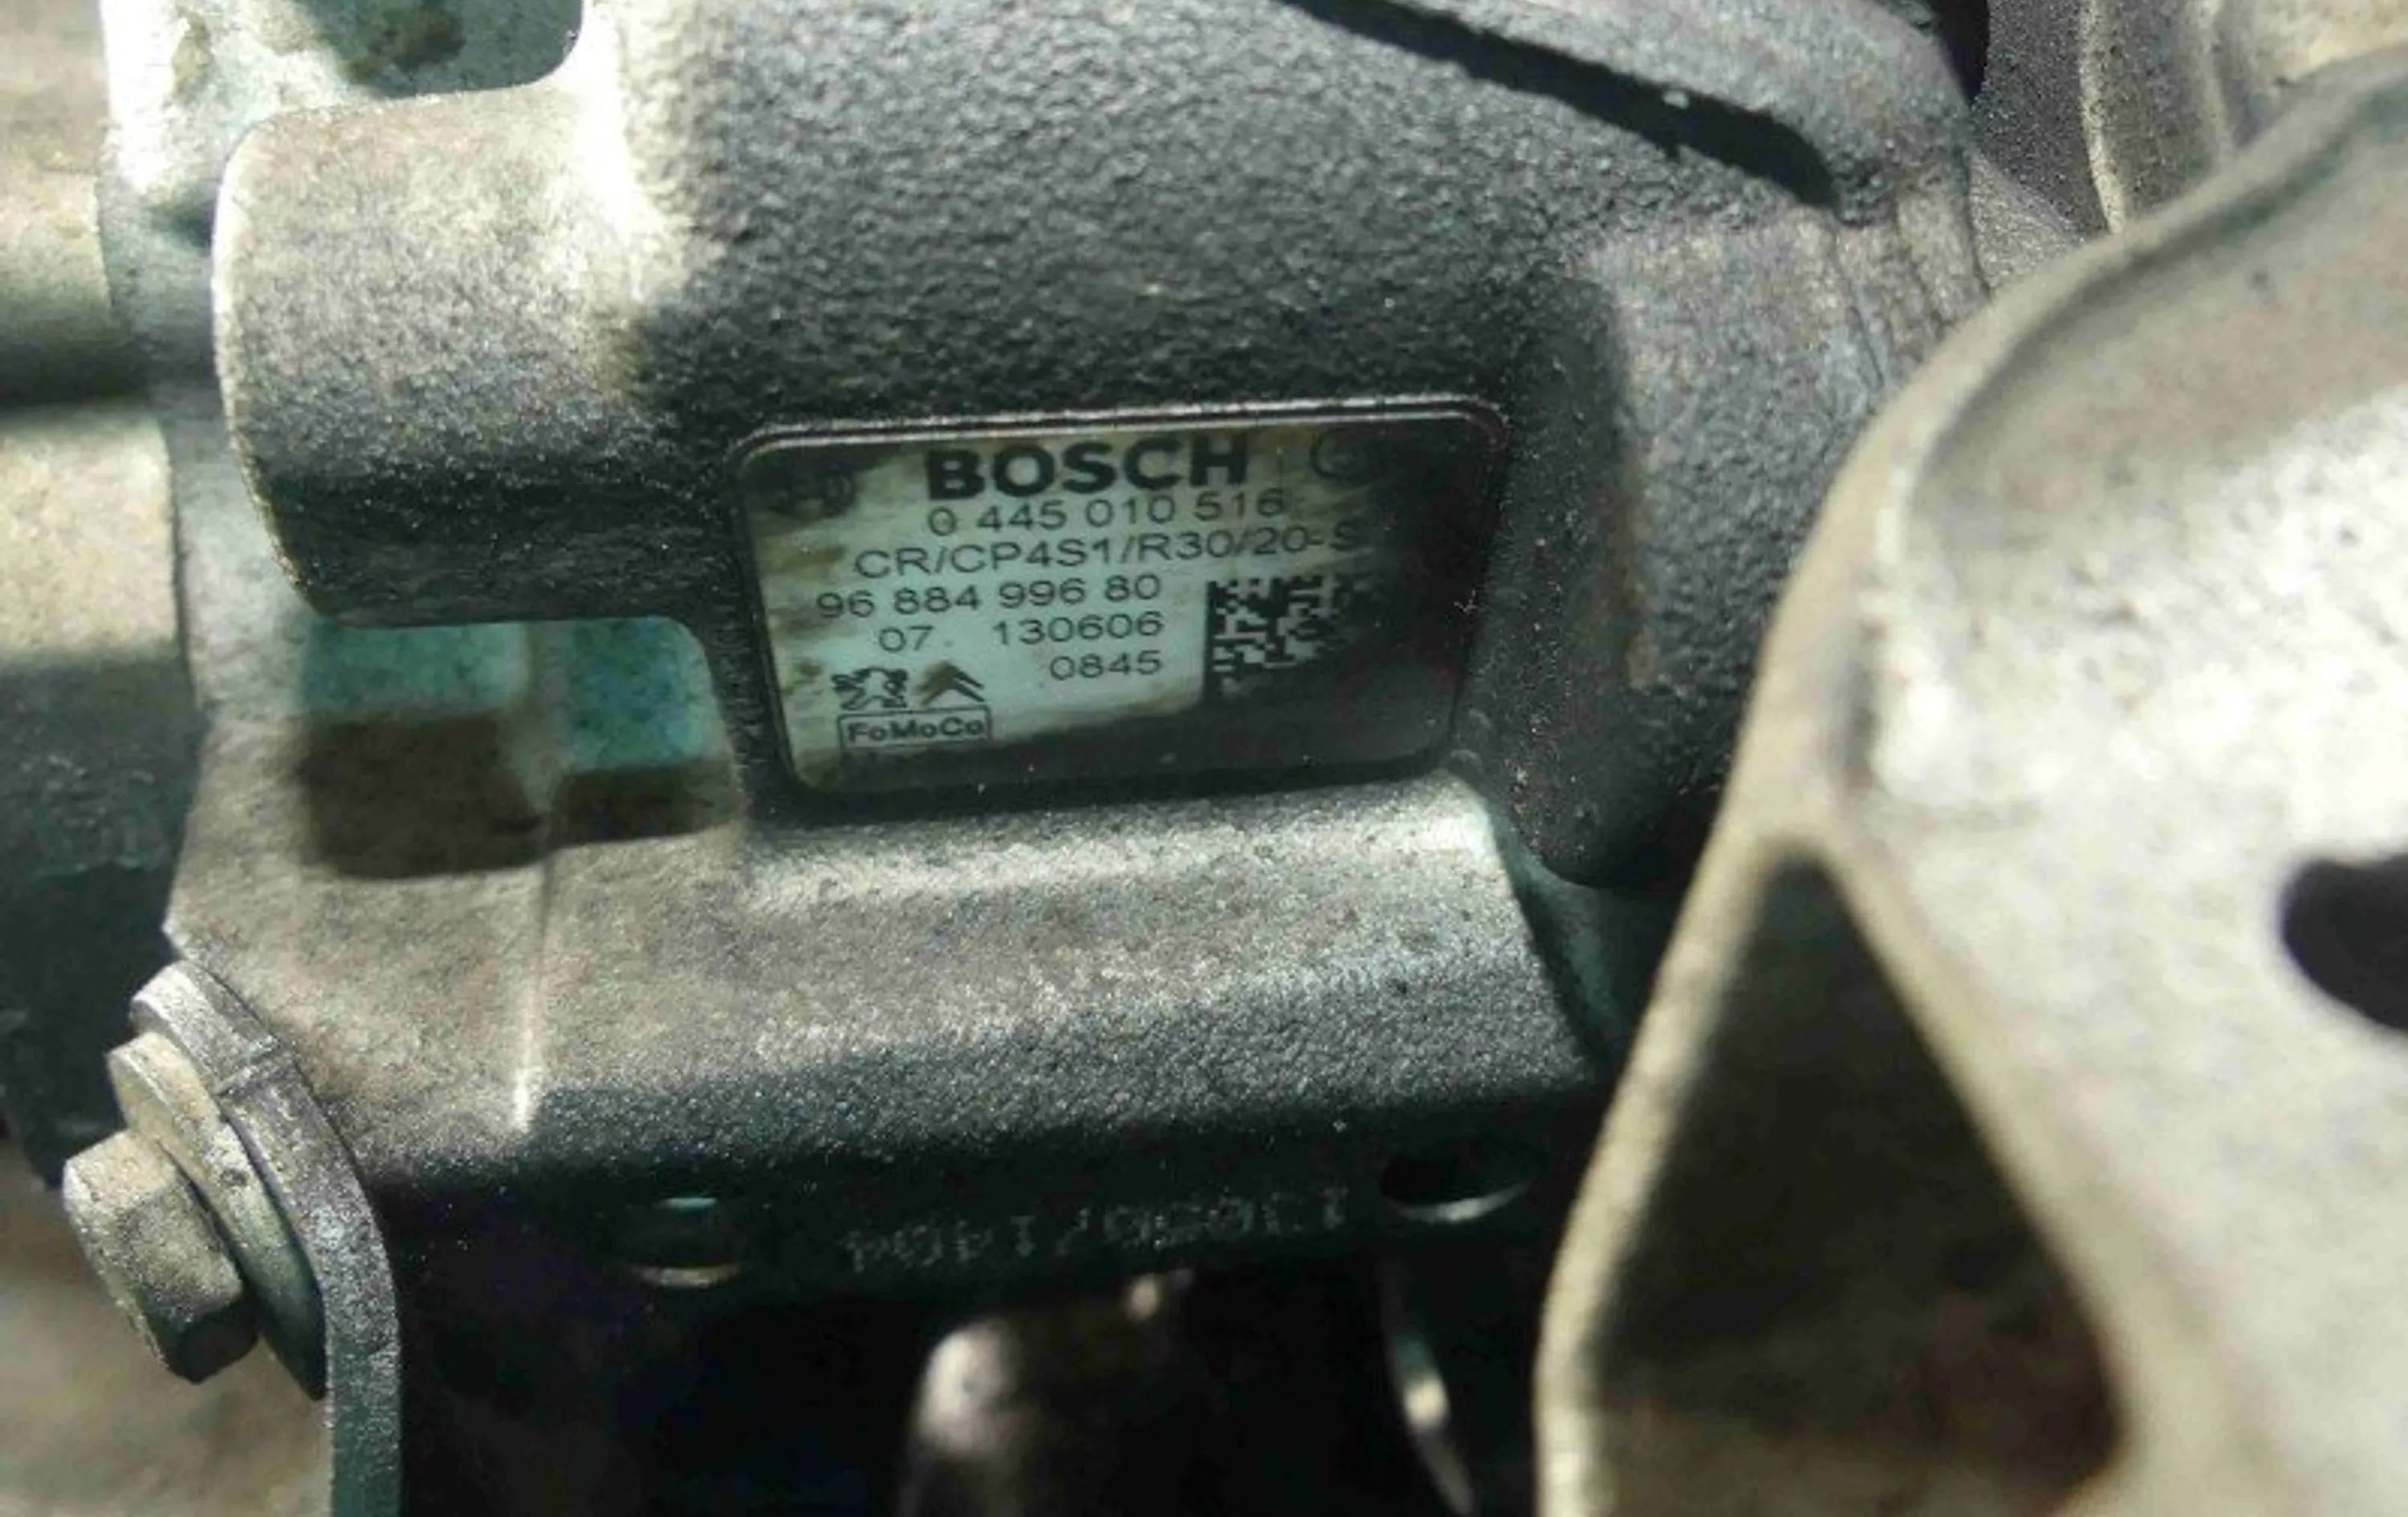 BOSCH
0 445 010 516
CR/CP4S1/R30/20-S
96 884 996 80
07. 130606
0845
FoMoCo